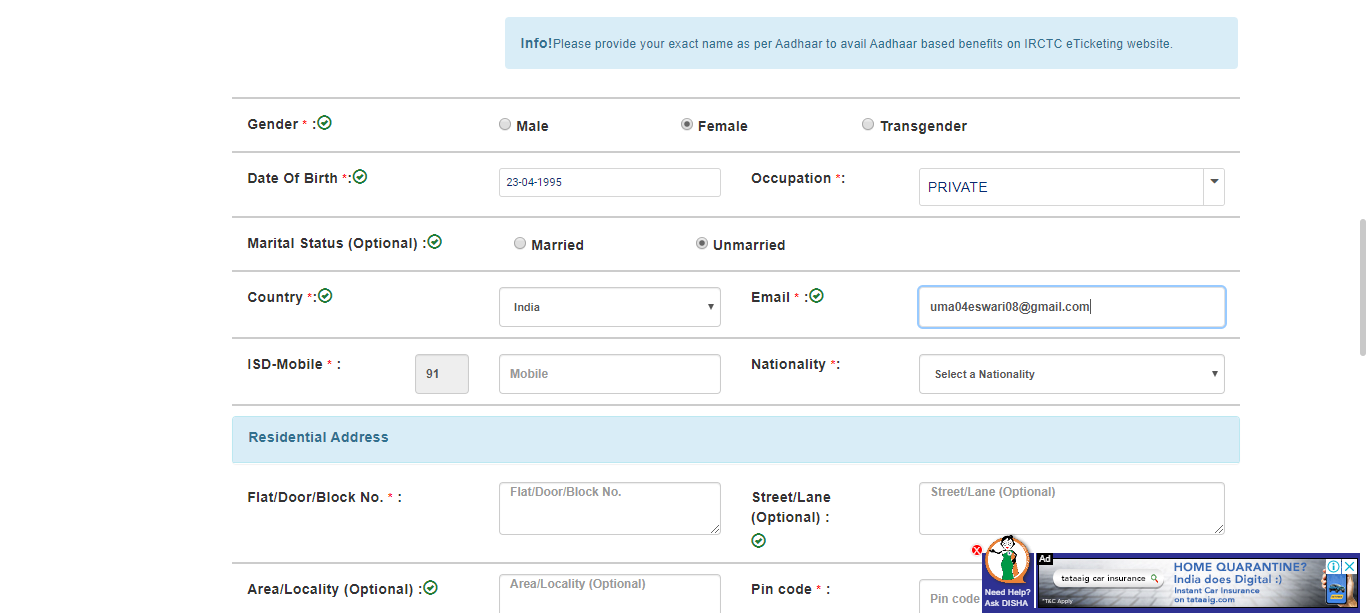 Info!Please provide your exact name as per Aadhaar to avail Aadhaar based benefits on IRCTC eTicketing website.
Gender * : Male Female Transgender
Date Of Birth *: 23-04-1995 Occupation *: PRIVATE
Marital Status (Optional) : Married Unmarried
Country *: India Email * : uma04eswari08@gmail.com
ISD-Mobile * : 91 Mobile Nationality *: Select a Nationality
Residential Address
Flat/Door/Block No. * : Flat/Door/Block No. Street/Lane Street/Lane (Optional)
(Optional) :
Area/Locality (Optional) : Area/Locality (Optional) Pin code * : Pin code
X
Need Help?
Ask DISHA
Ad
tataaig car insurance
*T&C Apply
HOME QUARANTINE?
India does Digital :)
Instant Car Insurance
on tataaig.com